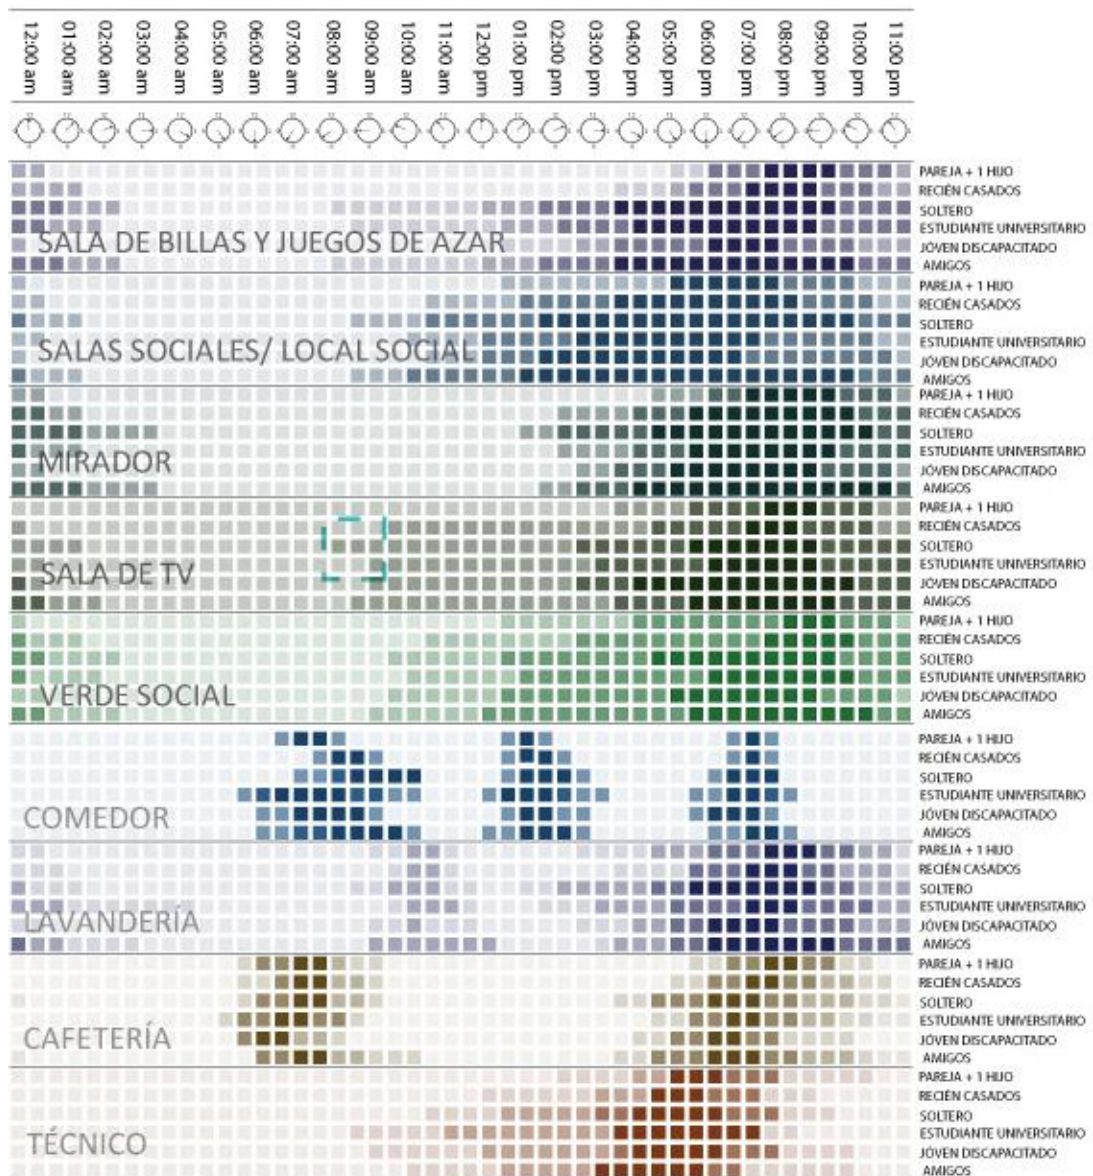 12:00 am
01:00 am
02:00 am
03:00 am
04:00 am
05:00 am
06:00 am
07:00 am
08:00 am
09:00 am
10:00 am
11:00 am
12:00 pm
01:00 pm
02:00 pm
03:00 pm
04:00 pm
05:00 pm
06:00 pm
07:00 pm
08:00 pm
09:00 pm
10:00 pm
11:00 pm
SALA DE BILLAS Y JUEGOS DE AZAR
PAREJA + 1 HIJO
RECIÉN CASADOS
SOLTERO
ESTUDIANTE UNIVERSITARIO
JÓVEN DISCAPACITADO
AMIGOS
SALAS SOCIALES/ LOCAL SOCIAL
PAREJA + 1 HIJO
RECIÉN CASADOS
SOLTERO
ESTUDIANTE UNIVERSITARIO
JÓVEN DISCAPACITADO
AMIGOS
MIRADOR
PAREJA + 1 HIJO
RECIÉN CASADOS
SOLTERO
ESTUDIANTE UNIVERSITARIO
JÓVEN DISCAPACITADO
AMIGOS
SALA DE TV
PAREJA + 1 HIJO
RECIÉN CASADOS
SOLTERO
ESTUDIANTE UNIVERSITARIO
JÓVEN DISCAPACITADO
AMIGOS
VERDE SOCIAL
PAREJA + 1 HIJO
RECIÉN CASADOS
SOLTERO
ESTUDIANTE UNIVERSITARIO
JÓVEN DISCAPACITADO
AMIGOS
COMEDOR
PAREJA + 1 HIJO
RECIÉN CASADOS
SOLTERO
ESTUDIANTE UNIVERSITARIO
JÓVEN DISCAPACITADO
AMIGOS
LAVANDERÍA
PAREJA + 1 HIJO
RECIÉN CASADOS
SOLTERO
ESTUDIANTE UNIVERSITARIO
JÓVEN DISCAPACITADO
AMIGOS
CAFETERÍA
PAREJA + 1 HIJO
RECIÉN CASADOS
SOLTERO
ESTUDIANTE UNIVERSITARIO
JÓVEN DISCAPACITADO
AMIGOS
TÉCNICO
PAREJA + 1 HIJO
RECIÉN CASADOS
SOLTERO
ESTUDIANTE UNIVERSITARIO
JÓVEN DISCAPACITADO
AMIGOS